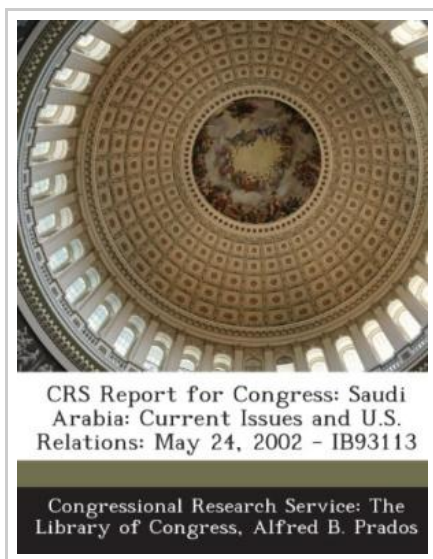 CRS Report for Congress: Saudi
Arabia: Current Issues and U.S.
Relations: May 24, 2002 - IB93113
Congressional Research Service: The
Library of Congress, Alfred B. Prados